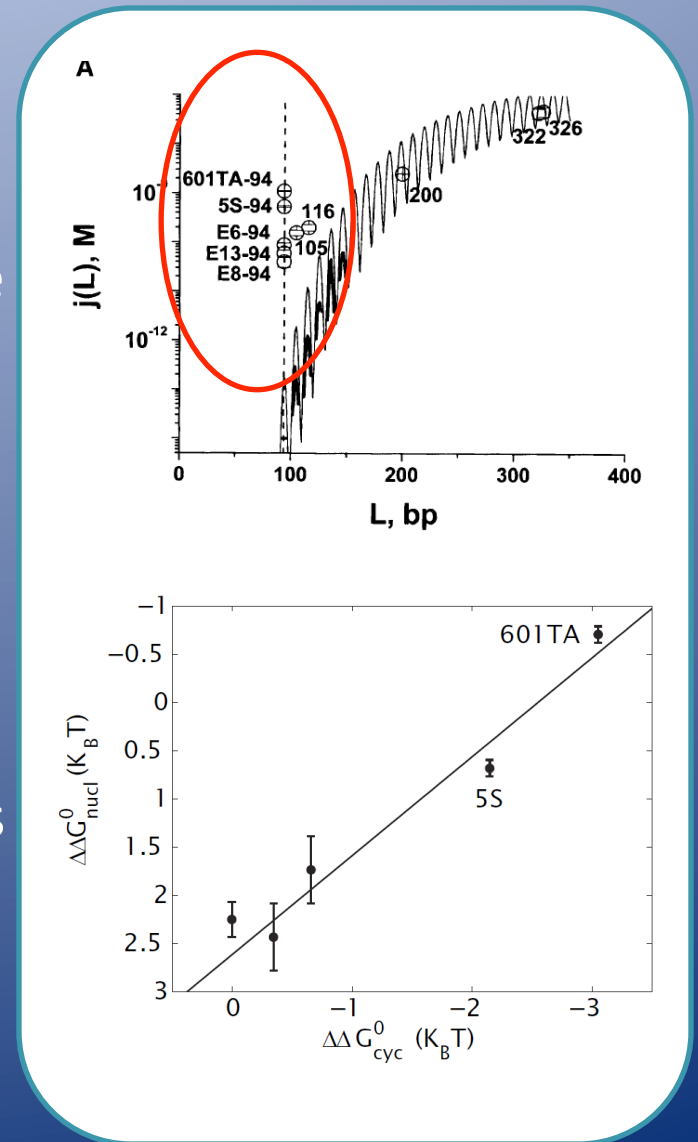 A
j(L), M
10⁻⁹
10⁻¹²
601TA-94
5S-94
E6-94
E13-94
E8-94
116
105
200
322 326
0 100 200 300 400
L, bp
−1
−0.5
0
0.5
1
1.5
2
2.5
3
ΔΔG⁰nucl (KBT)
601TA
5S
0 −1 −2 −3
ΔΔG⁰cyc (KBT)